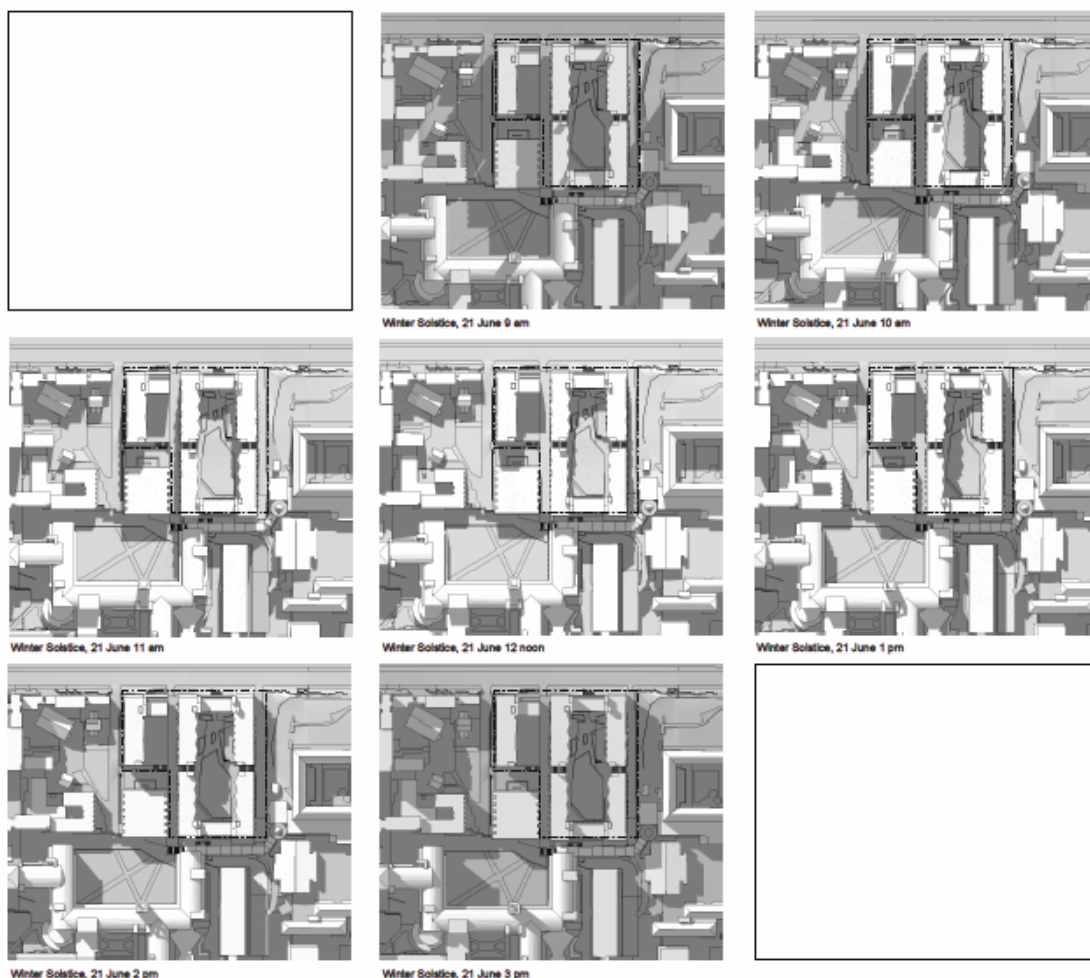 Winter Solstice, 21 June 9 am
Winter Solstice, 21 June 10 am
Winter Solstice, 21 June 11 am
Winter Solstice, 21 June 12 noon
Winter Solstice, 21 June 1 pm
Winter Solstice, 21 June 2 pm
Winter Solstice, 21 June 3 pm